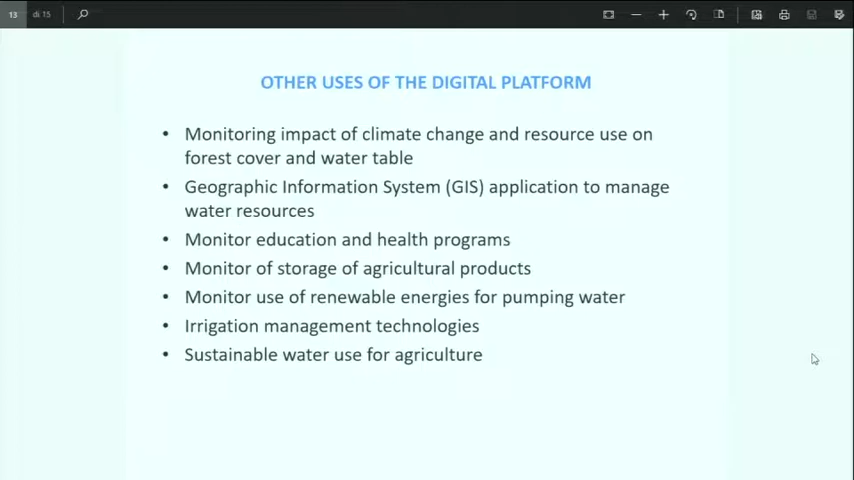 13 di 15
OTHER USES OF THE DIGITAL PLATFORM
• Monitoring impact of climate change and resource use on
forest cover and water table
• Geographic Information System (GIS) application to manage
water resources
• Monitor education and health programs
• Monitor of storage of agricultural products
• Monitor use of renewable energies for pumping water
• Irrigation management technologies
• Sustainable water use for agriculture